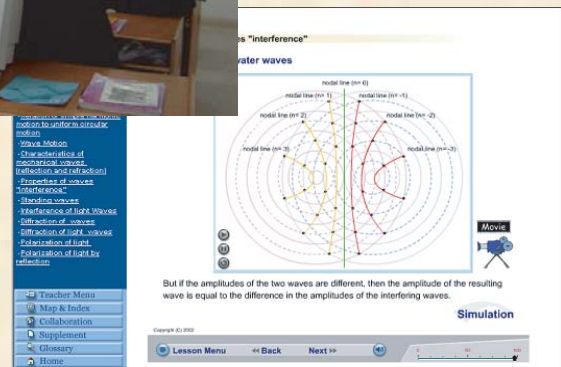 es "interference"
water waves
nodal line (n= 0)
nodal line (n= 1)
nodal line (n= -1)
nodal line (n= 2)
nodal line (n= -2)
nodal line (n= 3)
nodal line (n=-3)
motion to uniform circular
motion
-Wave Motion
-Characteristics of
mechanical waves
(reflection and refraction)
-Properties of waves
"Interference"
-Standing waves
-Interference of light Waves
-Diffraction of waves
-Diffraction of light waves
-Polarization of light
-Polarization of light by
reflection
Movie
But if the amplitudes of the two waves are different, then the amplitude of the resulting
wave is equal to the difference in the amplitudes of the interfering waves.
Simulation
Teacher Menu
Map & Index
Collaboration
Supplement
Glossary
Home
Copyright (C) 2002
Lesson Menu
Back
Next